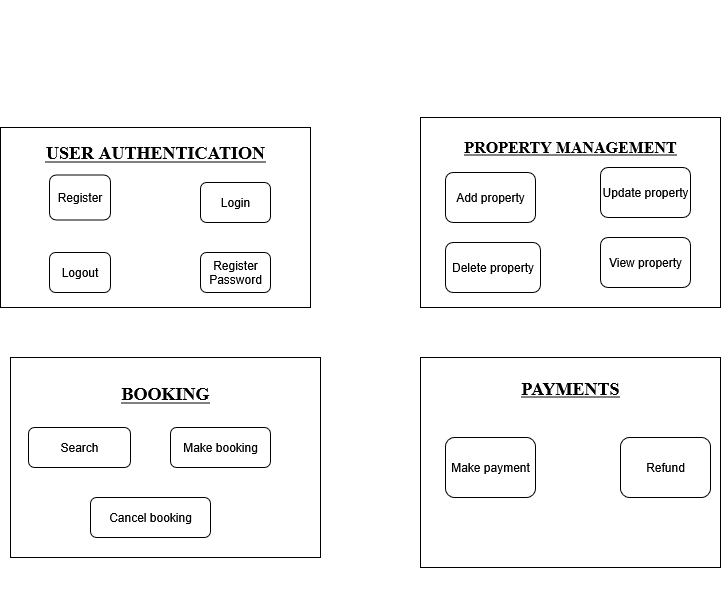 USER AUTHENTICATION
Register
Login
Logout
Register
Password
PROPERTY MANAGEMENT
Add property
Update property
Delete property
View property
BOOKING
Search
Make booking
Cancel booking
PAYMENTS
Make payment
Refund